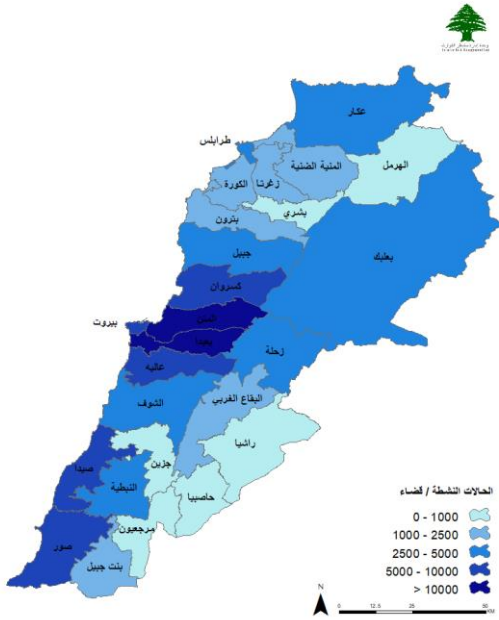 عكار
طرابلس
المنية الضنية
زغرتا
الكورة
الهرمل
بشري
بترون
بعلبك
جبيل
كسروان
المتن
بيروت
بعبدا
زحلة
عاليه
البقاع الغربي
الشوف
راشيا
صيدا
جزين
النبطية
حاصبيا
مرجعيون
صور
بنت جبيل
الحالات النشطة / قضاء
0 - 1000
1000 - 2500
2500 - 5000
5000 - 10000
> 10000
N
0 12.5 25 50
KM